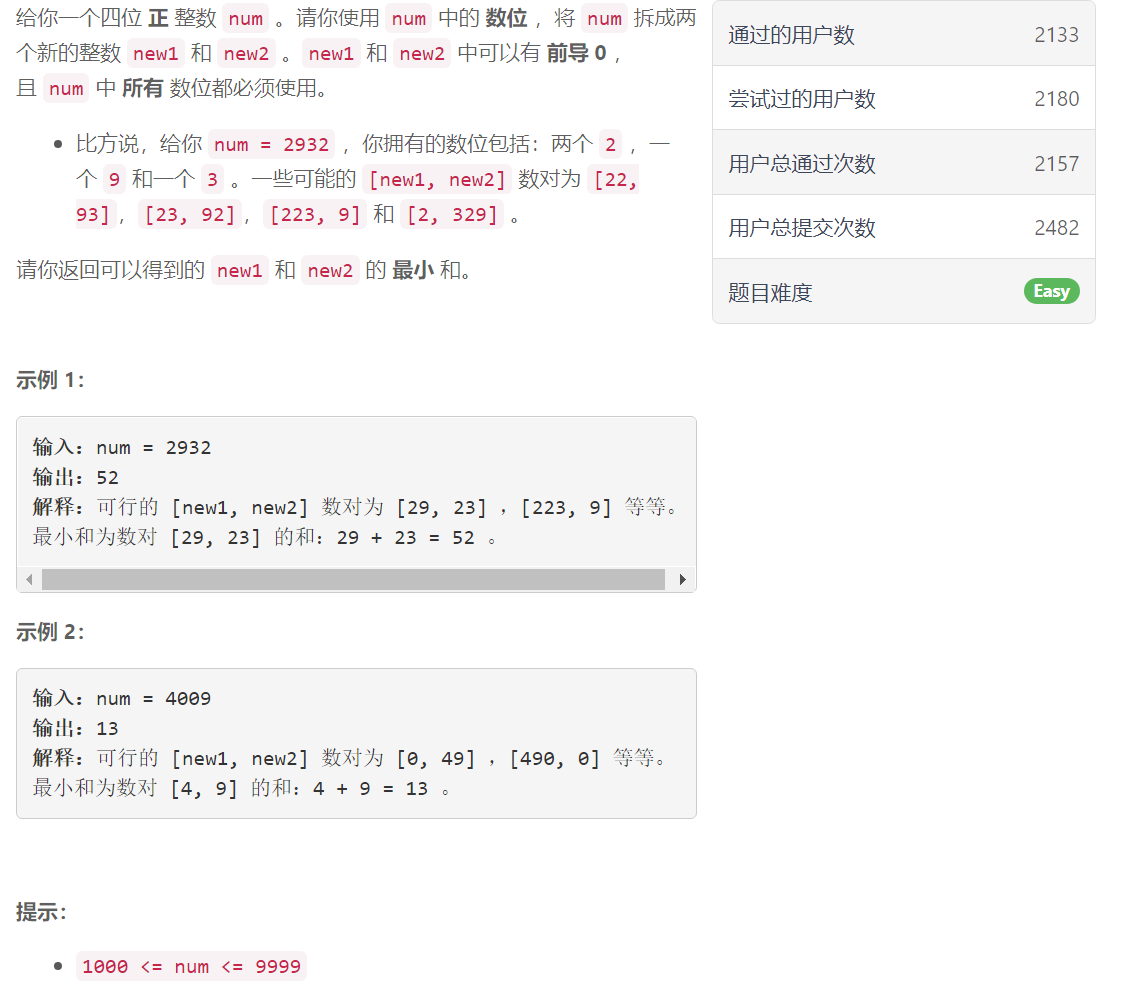 给你一个四位 正 整数 num 。请你使用 num 中的 数位 ，将 num 拆成两
个新的整数 new1 和 new2 。new1 和 new2 中可以有 前导 0 ，
且 num 中 所有 数位都必须使用。
比方说，给你 num = 2932 ，你拥有的数位包括：两个 2 ，一
个 9 和一个 3 。一些可能的 [new1, new2] 数对为 [22,
93]，[23, 92]，[223, 9] 和 [2, 329] 。
请你返回可以得到的 new1 和 new2 的 最小 和。
示例 1：
输入：num = 2932
输出：52
解释：可行的 [new1, new2] 数对为 [29, 23] ，[223, 9] 等等。
最小和为数对 [29, 23] 的和：29 + 23 = 52 。
示例 2：
输入：num = 4009
输出：13
解释：可行的 [new1, new2] 数对为 [0, 49] ，[490, 0] 等等。
最小和为数对 [4, 9] 的和：4 + 9 = 13 。
提示：
1000 <= num <= 9999
通过的用户数 2133
尝试过的用户数 2180
用户总通过次数 2157
用户总提交次数 2482
题目难度 Easy